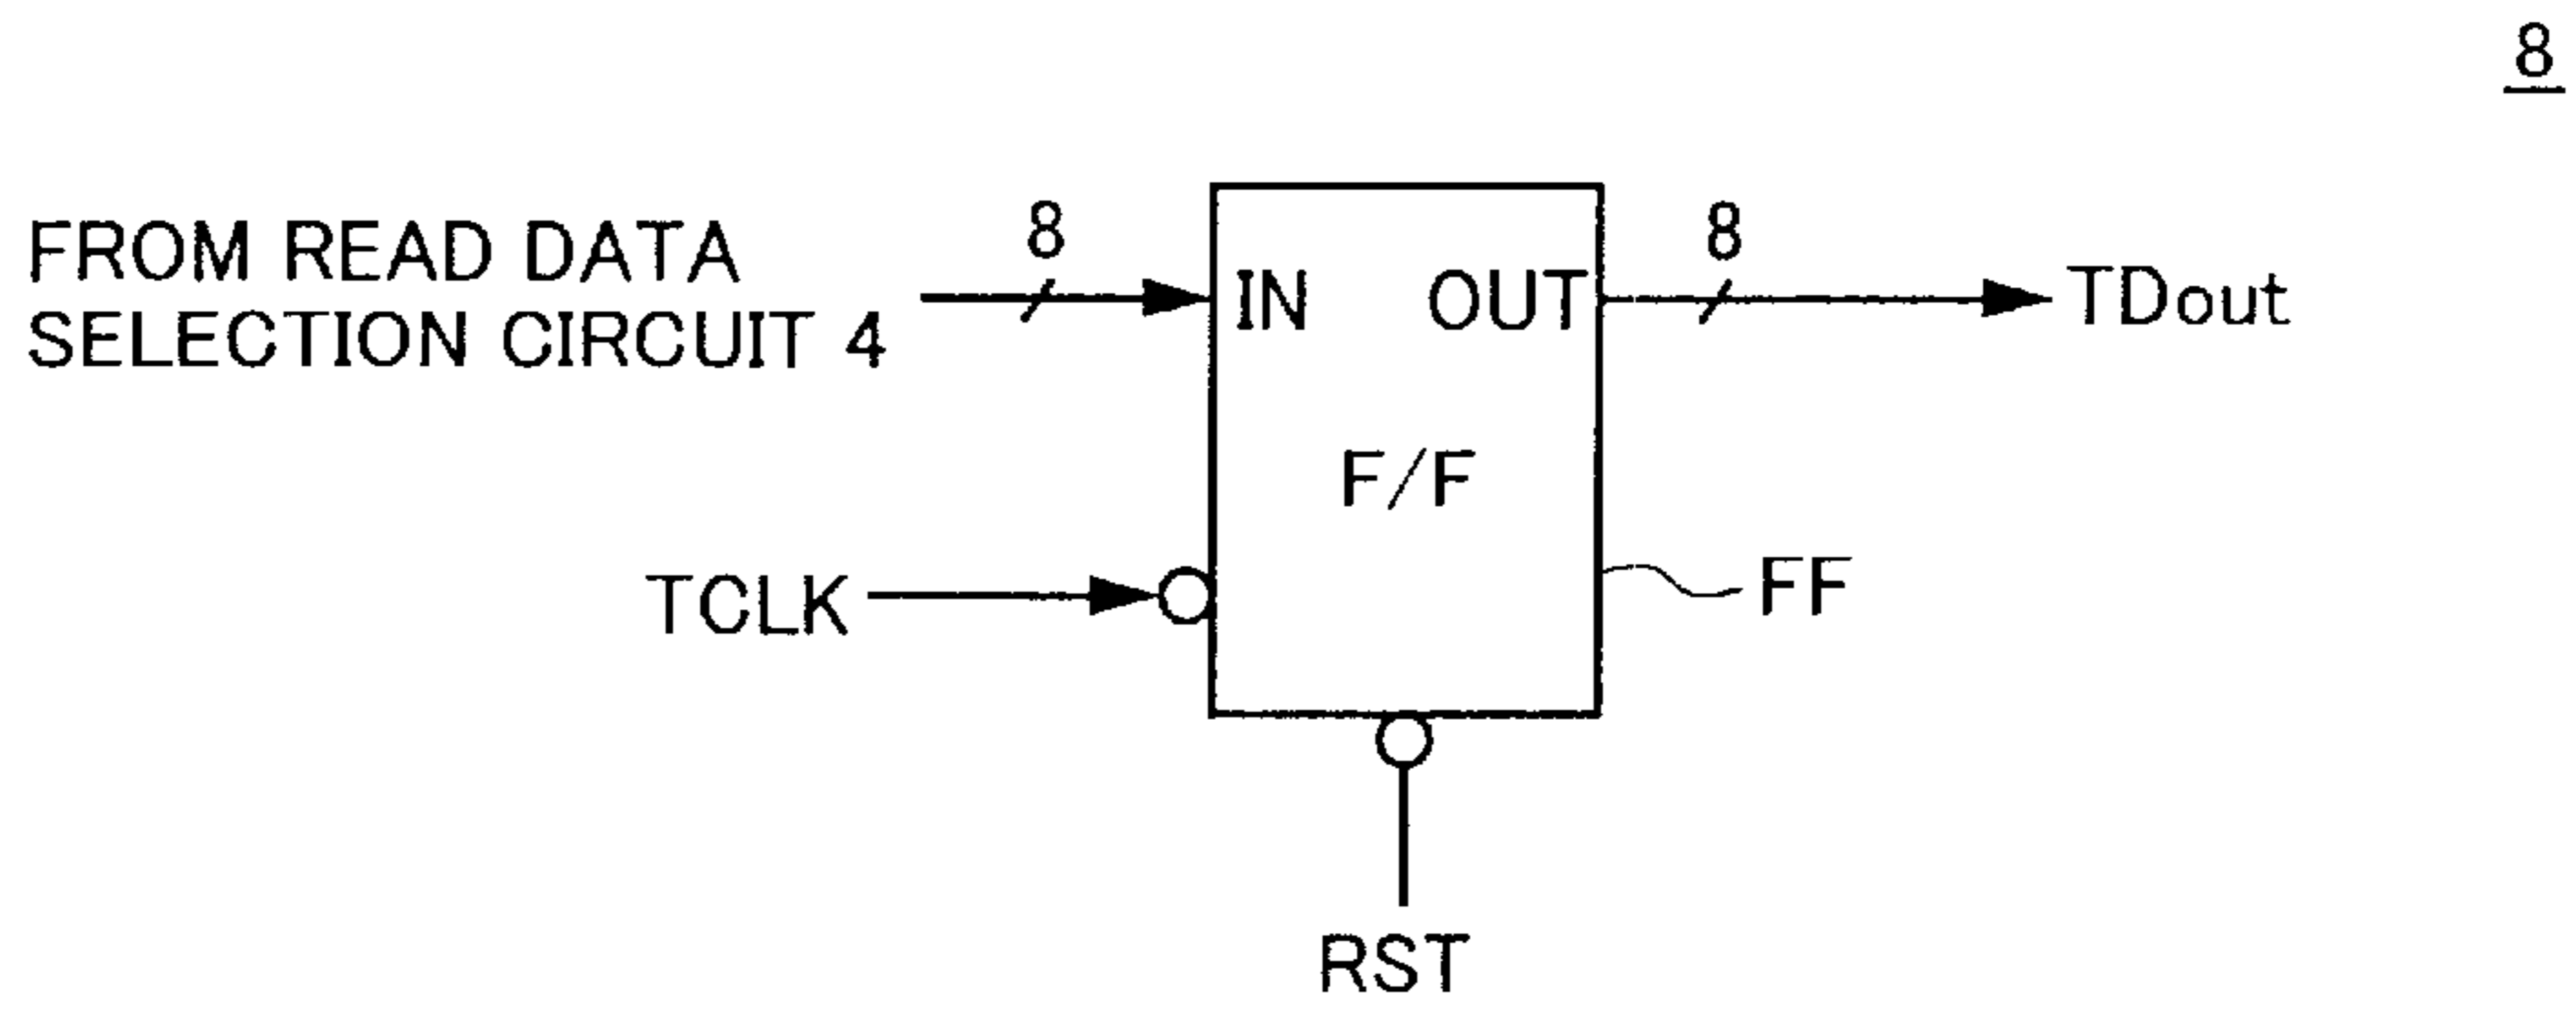 8
FROM READ DATA
SELECTION CIRCUIT 4
8
IN
OUT
8
TDout
F/F
TCLK
FF
RST